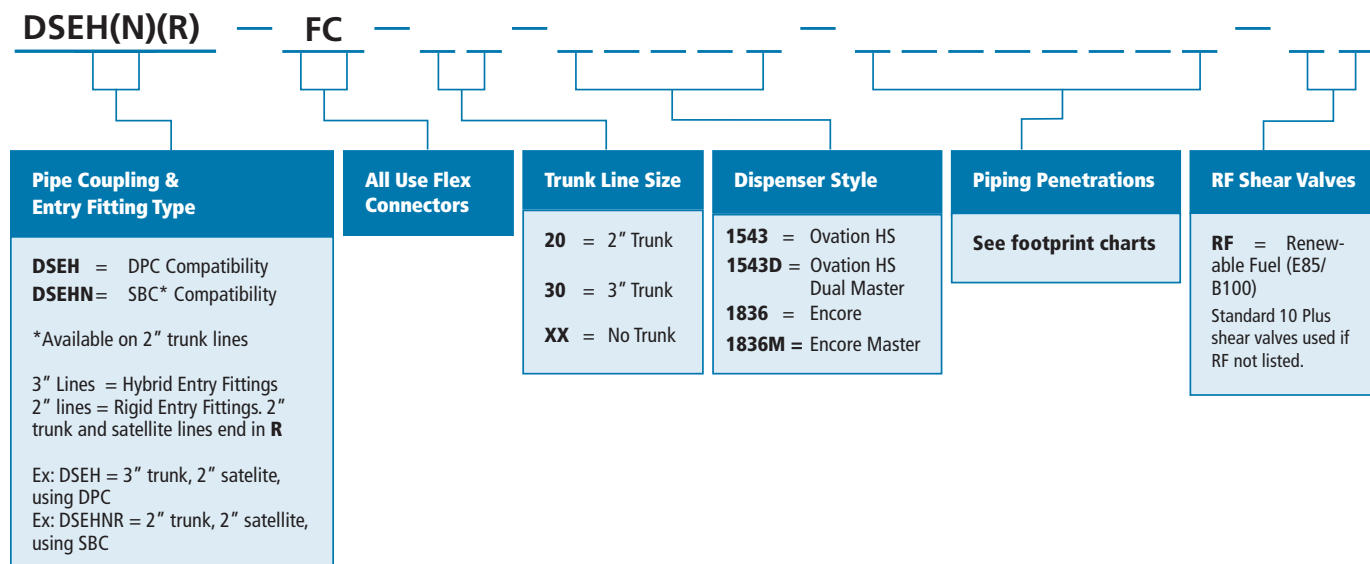 DSEH(N)(R) — FC — — — —
Pipe Coupling &
Entry Fitting Type
DSEH = DPC Compatibility
DSEHN= SBC* Compatibility
*Available on 2” trunk lines
3” Lines = Hybrid Entry Fittings
2” lines = Rigid Entry Fittings. 2”
trunk and satellite lines end in R
Ex: DSEH = 3” trunk, 2” satelite,
using DPC
Ex: DSEHNR = 2” trunk, 2” satellite,
using SBC
All Use Flex
Connectors
Trunk Line Size
20 = 2” Trunk
30 = 3” Trunk
XX = No Trunk
Dispenser Style
1543 = Ovation HS
1543D = Ovation HS
Dual Master
1836 = Encore
1836M = Encore Master
Piping Penetrations
See footprint charts
RF Shear Valves
RF = Renew-
able Fuel (E85/
B100)
Standard 10 Plus
shear valves used if
RF not listed.